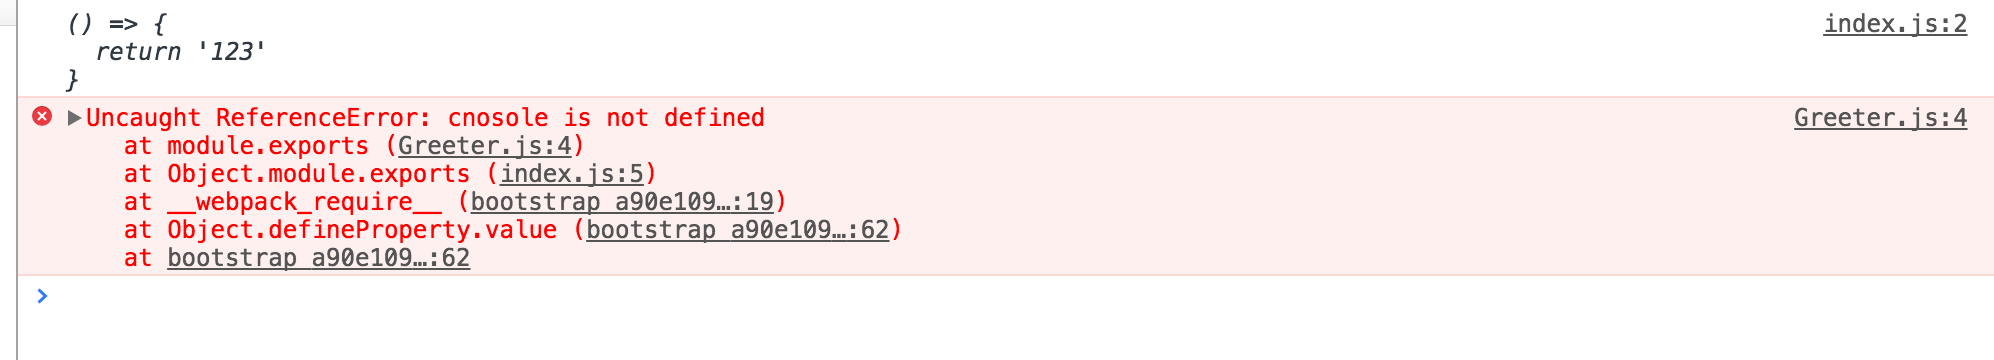 () => { index.js:2
return '123'
}
Uncaught ReferenceError: cnosole is not defined Greeter.js:4
at module.exports (Greeter.js:4)
at Object.module.exports (index.js:5)
at __webpack_require__ (bootstrap a90e109…:19)
at Object.defineProperty.value (bootstrap a90e109…:62)
at bootstrap a90e109…:62